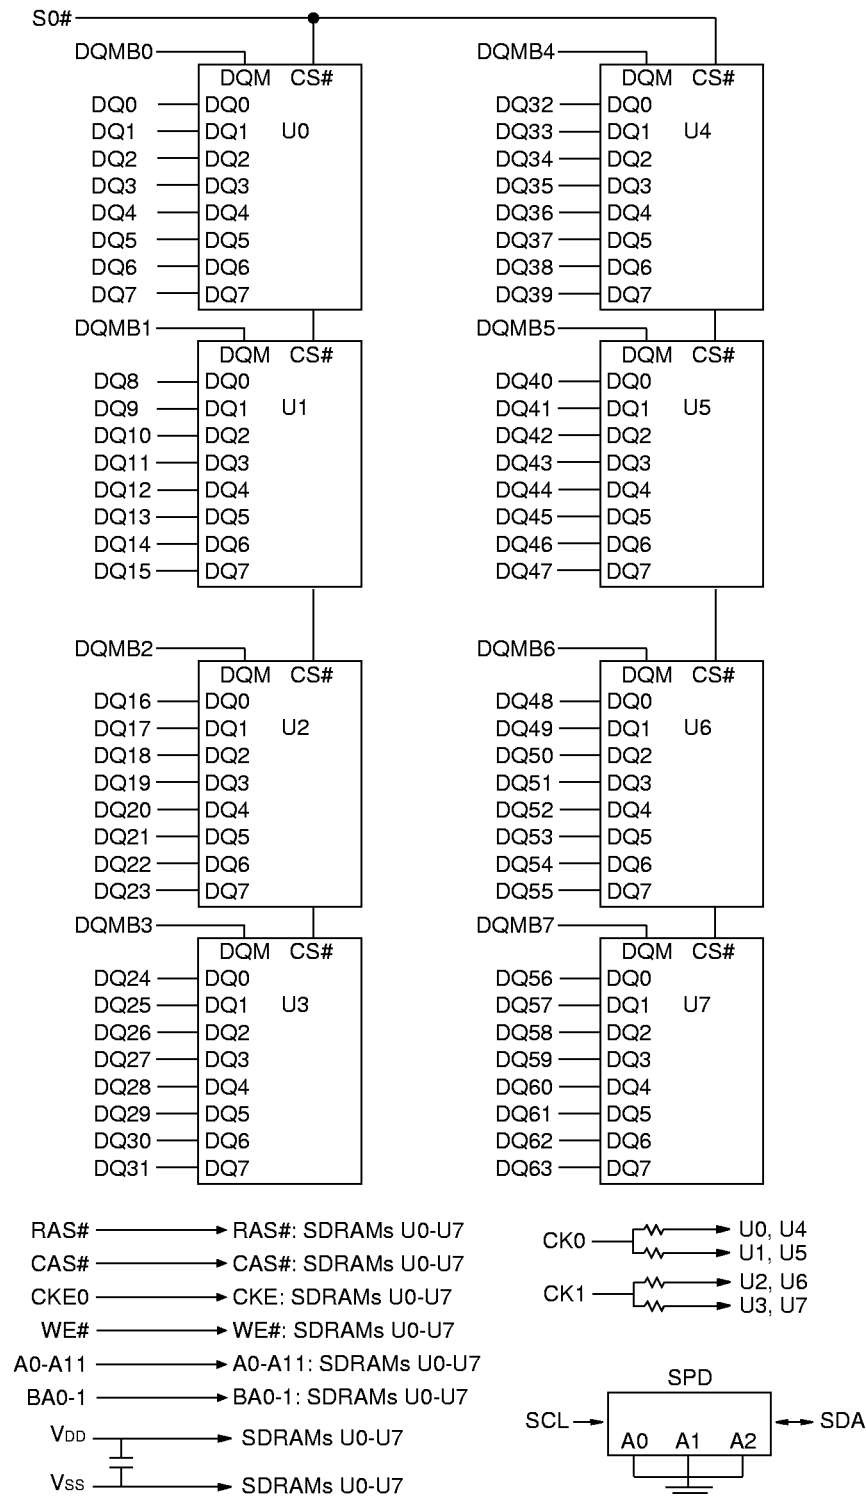 S0#
DQMB0
DQM CS#
DQ0 DQ0
DQ1 DQ1 U0
DQ2 DQ2
DQ3 DQ3
DQ4 DQ4
DQ5 DQ5
DQ6 DQ6
DQ7 DQ7
DQMB1
DQM CS#
DQ8 DQ0
DQ9 DQ1 U1
DQ10 DQ2
DQ11 DQ3
DQ12 DQ4
DQ13 DQ5
DQ14 DQ6
DQ15 DQ7
DQMB2
DQM CS#
DQ16 DQ0
DQ17 DQ1 U2
DQ18 DQ2
DQ19 DQ3
DQ20 DQ4
DQ21 DQ5
DQ22 DQ6
DQ23 DQ7
DQMB3
DQM CS#
DQ24 DQ0
DQ25 DQ1 U3
DQ26 DQ2
DQ27 DQ3
DQ28 DQ4
DQ29 DQ5
DQ30 DQ6
DQ31 DQ7
DQMB4
DQM CS#
DQ32 DQ0
DQ33 DQ1 U4
DQ34 DQ2
DQ35 DQ3
DQ36 DQ4
DQ37 DQ5
DQ38 DQ6
DQ39 DQ7
DQMB5
DQM CS#
DQ40 DQ0
DQ41 DQ1 U5
DQ42 DQ2
DQ43 DQ3
DQ44 DQ4
DQ45 DQ5
DQ46 DQ6
DQ47 DQ7
DQMB6
DQM CS#
DQ48 DQ0
DQ49 DQ1 U6
DQ50 DQ2
DQ51 DQ3
DQ52 DQ4
DQ53 DQ5
DQ54 DQ6
DQ55 DQ7
DQMB7
DQM CS#
DQ56 DQ0
DQ57 DQ1 U7
DQ58 DQ2
DQ59 DQ3
DQ60 DQ4
DQ61 DQ5
DQ62 DQ6
DQ63 DQ7
RAS# RAS#: SDRAMs U0-U7
CAS# CAS#: SDRAMs U0-U7
CKE0 CKE: SDRAMs U0-U7
WE# WE#: SDRAMs U0-U7
A0-A11 A0-A11: SDRAMs U0-U7
BA0-1 BA0-1: SDRAMs U0-U7
VDD SDRAMs U0-U7
VSS SDRAMs U0-U7
CK0
U0, U4
U1, U5
CK1
U2, U6
U3, U7
SPD
SCL SDA
A0 A1 A2